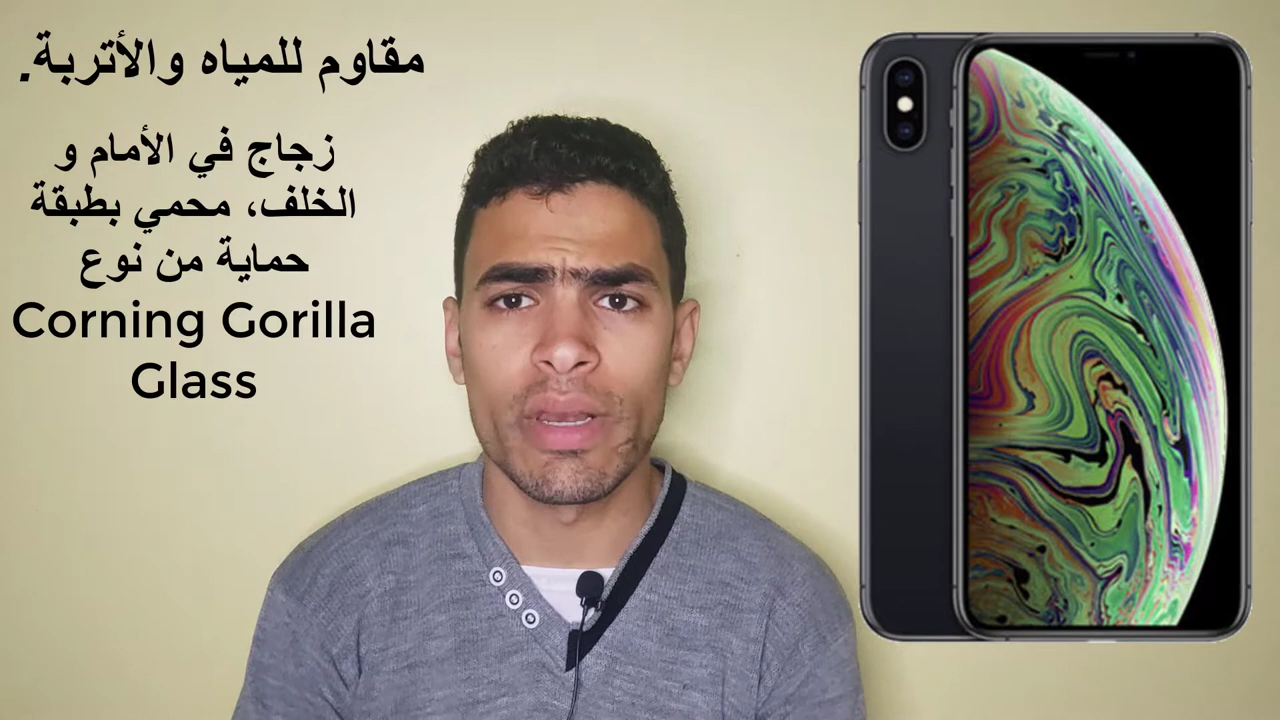 مقاوم للمياه والأتربة.
زجاج في الأمام و
الخلف، محمي بطبقة
حماية من نوع
Corning Gorilla
Glass